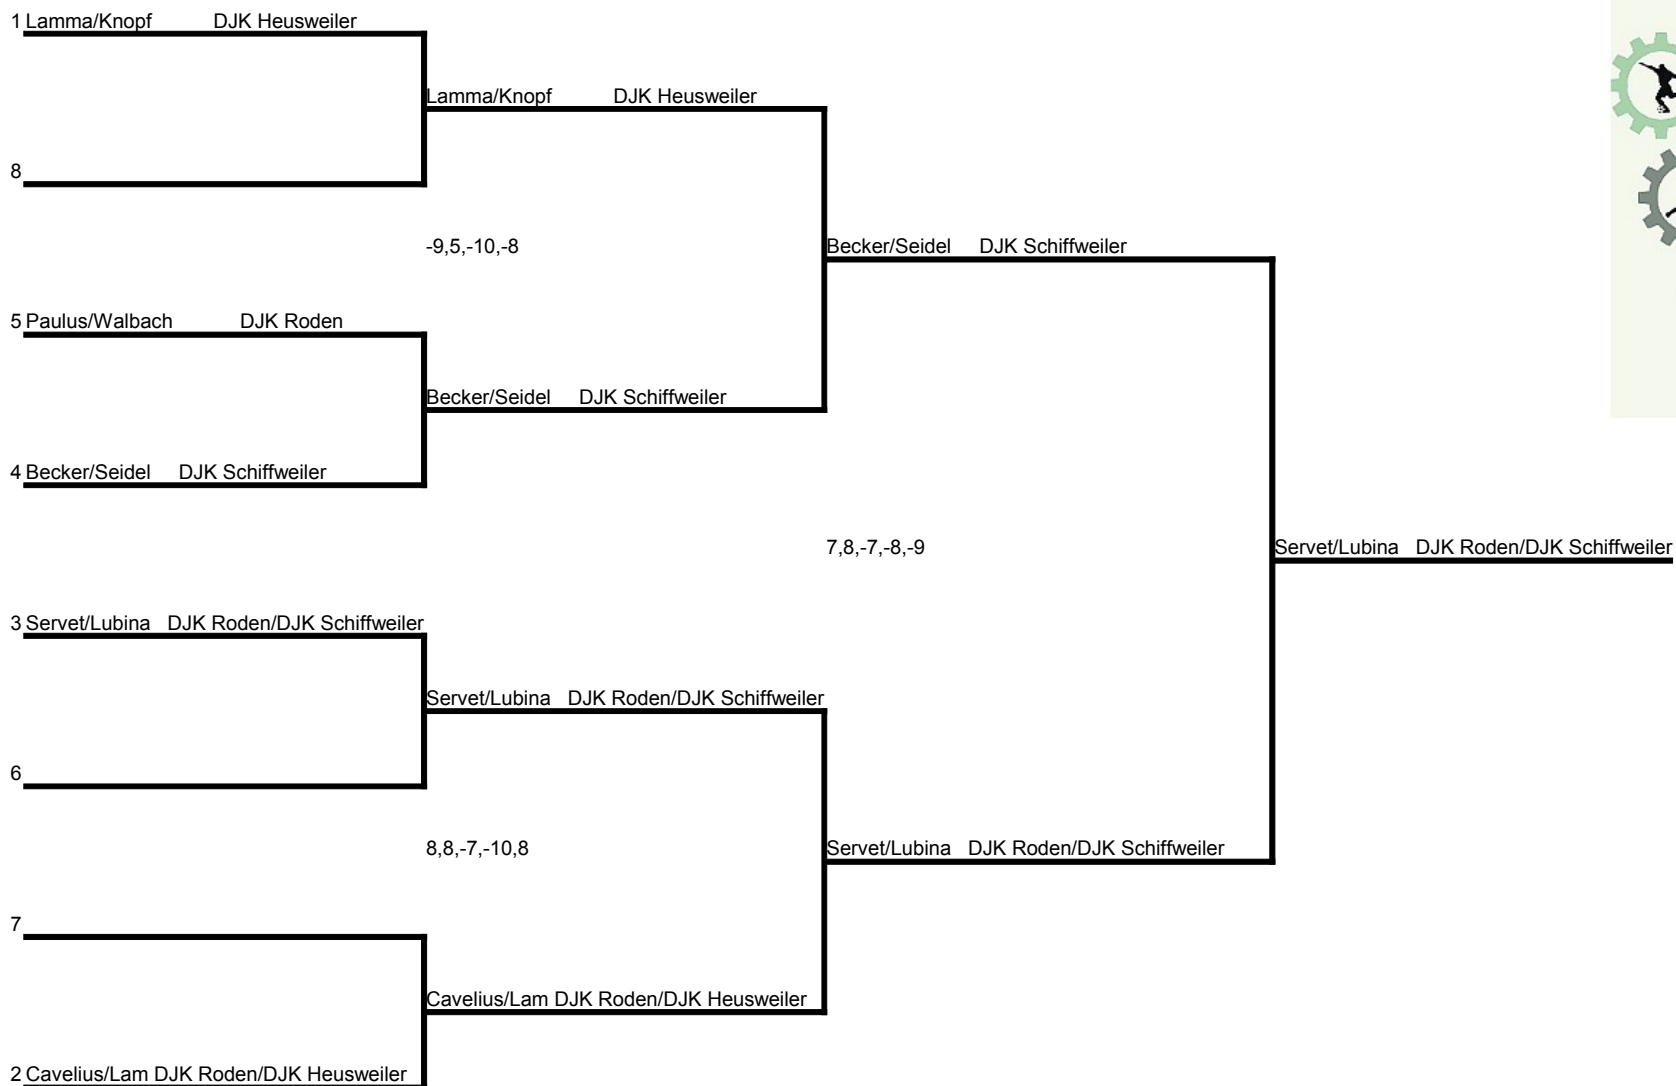 1 Lamma/Knopf DJK Heusweiler
Lamma/Knopf DJK Heusweiler
8
-9,5,-10,-8
Becker/Seidel DJK Schiffweiler
5 Paulus/Walbach DJK Roden
Becker/Seidel DJK Schiffweiler
4 Becker/Seidel DJK Schiffweiler
7,8,-7,-8,-9
Servet/Lubina DJK Roden/DJK Schiffweiler
3 Servet/Lubina DJK Roden/DJK Schiffweiler
Servet/Lubina DJK Roden/DJK Schiffweiler
6
8,8,-7,-10,8
Servet/Lubina DJK Roden/DJK Schiffweiler
7
Cavelius/Lam DJK Roden/DJK Heusweiler
2 Cavelius/Lam DJK Roden/DJK Heusweiler